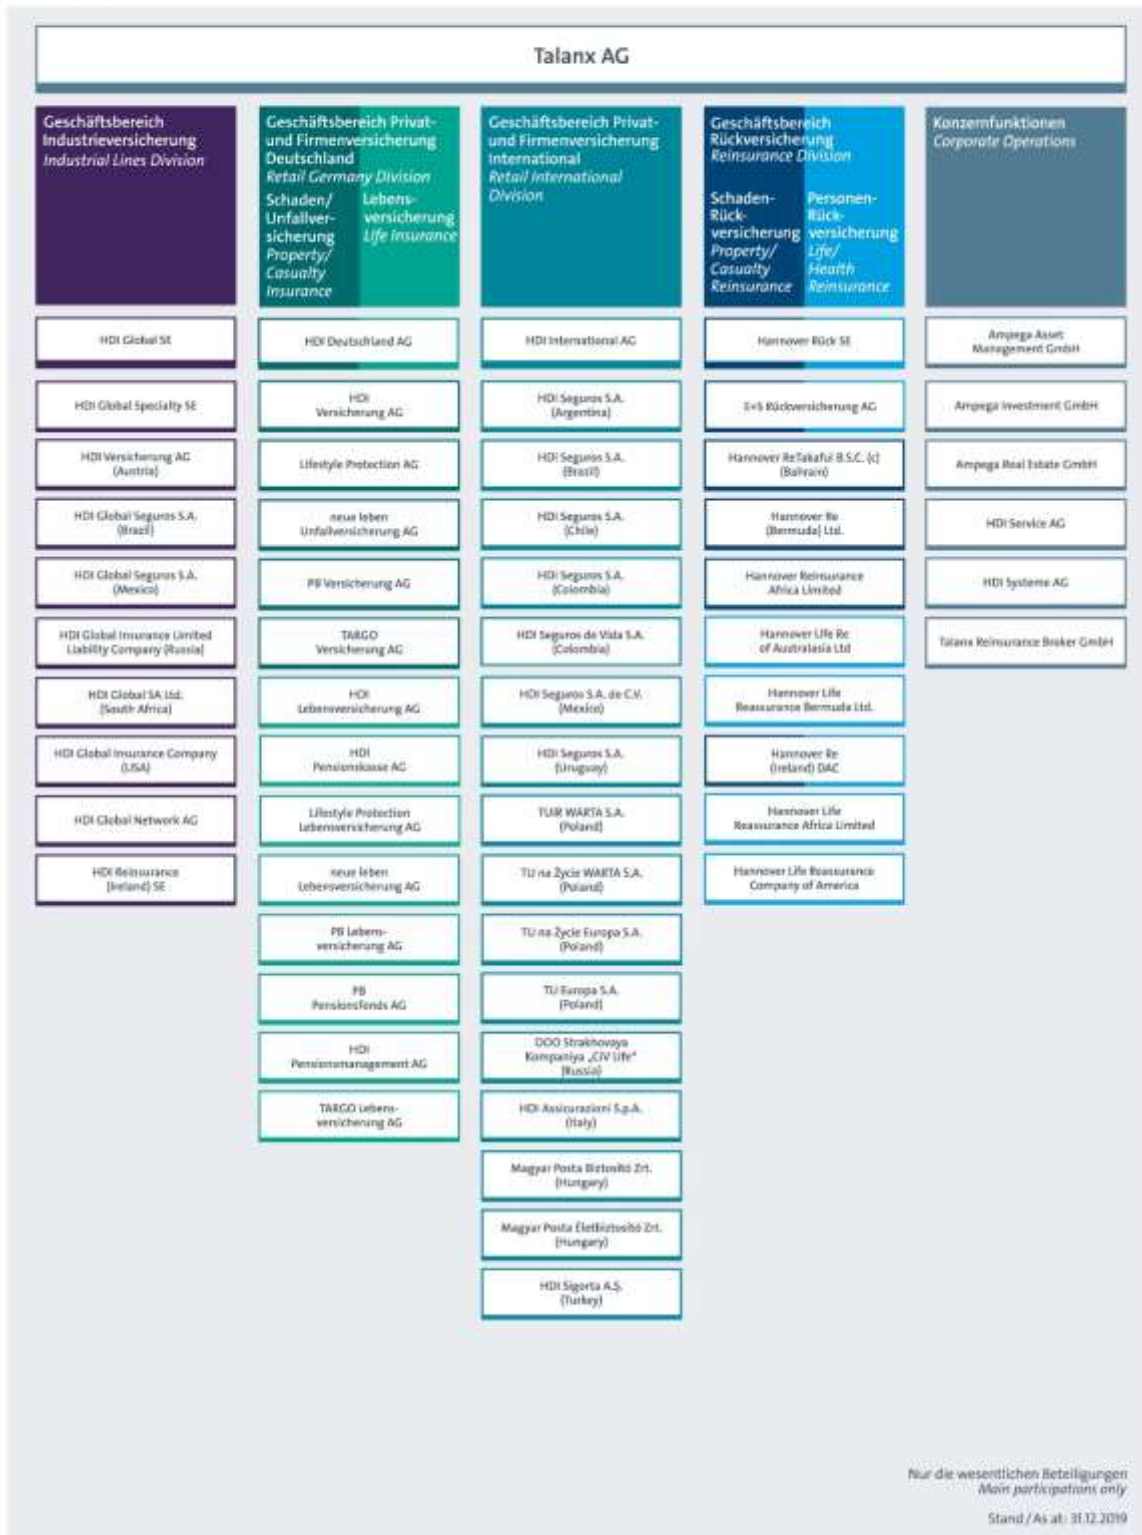 Talanx AG
Geschäftsbereich
Industrieversicherung
Industrial Lines Division
Geschäftsbereich Privat-
und Firmenversicherung
Deutschland
Retail Germany Division
Schaden/
Unfallver-
sicherung
Property/
Casualty
Insurance
Lebens-
versicherung
Life Insurance
Geschäftsbereich Privat-
und Firmenversicherung
International
Retail International
Division
Geschäftsbereich
Rückversicherung
Reinsurance Division
Schaden-
Rück-
versicherung
Property/
Casualty
Reinsurance
Personen-
Rück-
versicherung
Life/
Health
Reinsurance
Konzernfunktionen
Corporate Operations
HDI Global SE
HDI Global Specialty SE
HDI Versicherung AG
(Austria)
HDI Global Seguros S.A.
(Brazil)
HDI Global Seguros S.A.
(Mexico)
HDI Global Insurance Limited
Liability Company (Russia)
HDI Global SA Ltd.
(South Africa)
HDI Global Insurance Company
(USA)
HDI Global Network AG
HDI Reinsurance
(Ireland) SE
HDI Deutschland AG
HDI
Versicherung AG
Lifestyle Protection AG
neue leben
Unfallversicherung AG
PB Versicherung AG
TARGO
Versicherung AG
HDI
Lebensversicherung AG
HDI
Pensionskasse AG
Lifestyle Protection
Lebensversicherung AG
neue leben
Lebensversicherung AG
PB Lebens-
versicherung AG
PB
Pensionsfonds AG
HDI
Pensionsmanagement AG
TARGO Lebens-
versicherung AG
HDI International AG
HDI Seguros S.A.
(Argentina)
HDI Seguros S.A.
(Brazil)
HDI Seguros S.A.
(Chile)
HDI Seguros S.A.
(Colombia)
HDI Seguros de Vida S.A.
(Colombia)
HDI Seguros S.A. de C.V.
(Mexico)
HDI Seguros S.A.
(Uruguay)
TUIR WARTA S.A.
(Poland)
TU na Życie WARTA S.A.
(Poland)
TU na Życie Europa S.A.
(Poland)
TU Europa S.A.
(Poland)
OOO Strakhovaya
Kompaniya „CiV Life“
(Russia)
HDI Assicurazioni S.p.A.
(Italy)
Magyar Posta Biztosító Zrt.
(Hungary)
Magyar Posta Életbiztosító Zrt.
(Hungary)
HDI Sigorta A.Ş.
(Turkey)
Hannover Rück SE
E+S Rückversicherung AG
Hannover ReTakaful B.S.C. (c)
(Bahrain)
Hannover Re
(Bermuda) Ltd.
Hannover Reinsurance
Africa Limited
Hannover Life Re
of Australasia Ltd
Hannover Life
Reassurance Bermuda Ltd.
Hannover Re
(Ireland) DAC
Hannover Life
Reassurance Africa Limited
Hannover Life Reassurance
Company of America
Ampega Asset
Management GmbH
Ampega Investment GmbH
Ampega Real Estate GmbH
HDI Service AG
HDI Systeme AG
Talanx Reinsurance Broker GmbH
Nur die wesentlichen Beteiligungen
Main participations only
Stand / As at: 31.12.2019